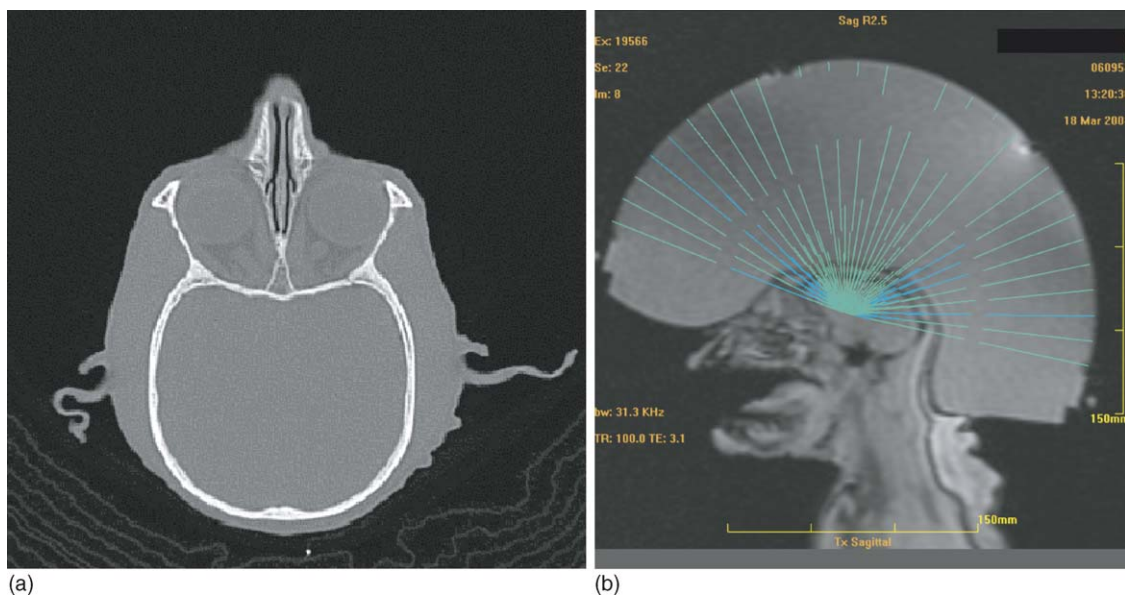 Sag R2.5
Ex: 19566
Se: 22
Im: 8
06095
13:20:3
18 Mar 200
150mm
bw: 31.3 KHz
TR: 100.0 TE: 3.1
150mm
Tx Sagittal
(a)
(b)